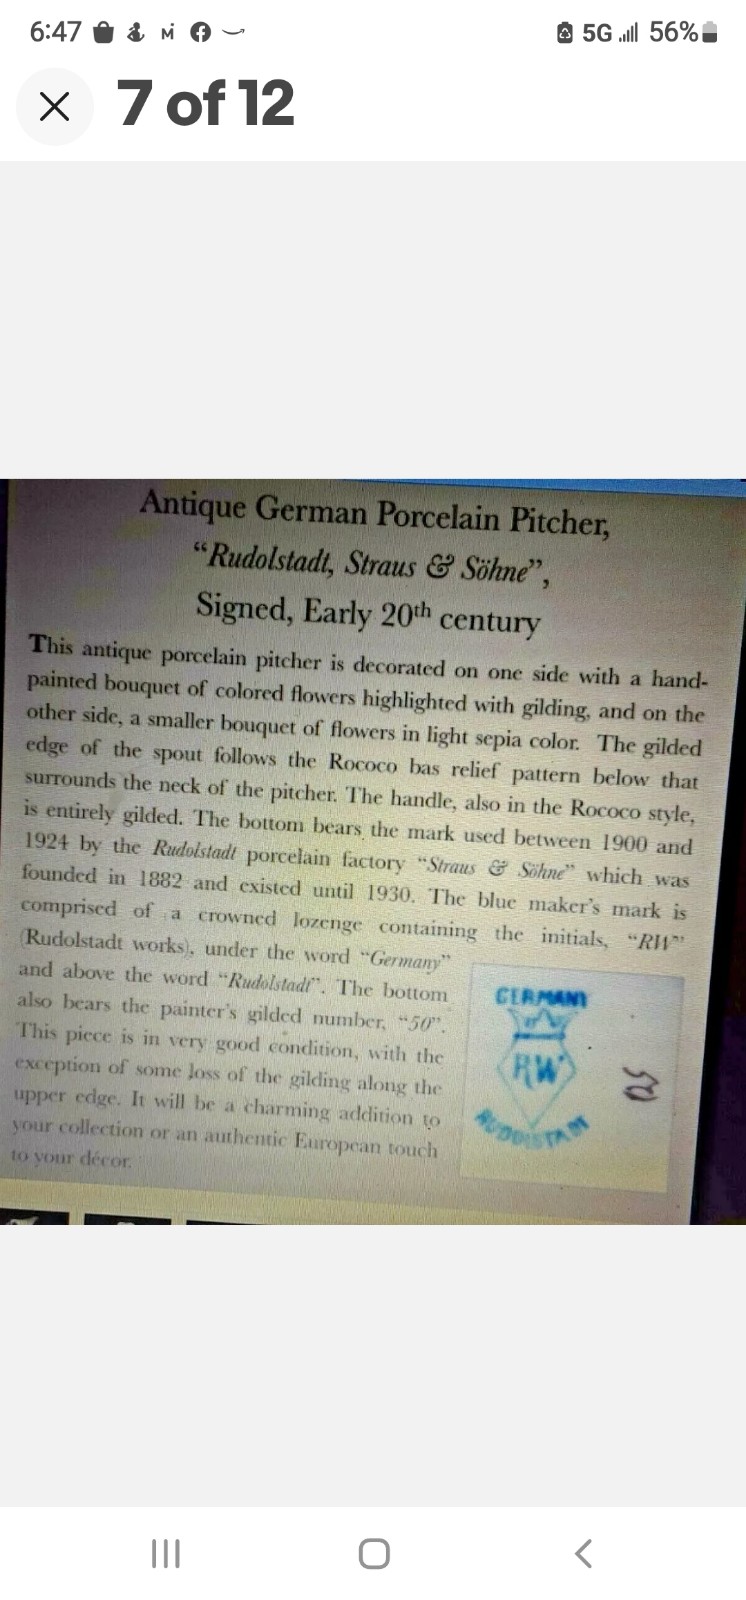 6:47
5G 56%
7 of 12
Antique German Porcelain Pitcher,
“Rudolstadt, Straus & Söhne”,
Signed, Early 20th century
This antique porcelain pitcher is decorated on one side with a hand-
painted bouquet of colored flowers highlighted with gilding, and on the
other side, a smaller bouquet of flowers in light sepia color. The gilded
edge of the spout follows the Rococo bas relief pattern below that
surrounds the neck of the pitcher. The handle, also in the Rococo style,
is entirely gilded. The bottom bears the mark used between 1900 and
1924 by the Rudolstadt porcelain factory “Straus & Söhne” which was
founded in 1882 and existed until 1930. The blue maker's mark is
comprised of a crowned lozenge containing the initials, “RW”
(Rudolstadt works), under the word “Germany”
and above the word “Rudolstadt”. The bottom
also bears the painter's gilded number, “50”.
This piece is in very good condition, with the
exception of some loss of the gilding along the
upper edge. It will be a charming addition to
your collection or an authentic European touch
to your décor.
GERMANY
RW
RUDOLSTADT